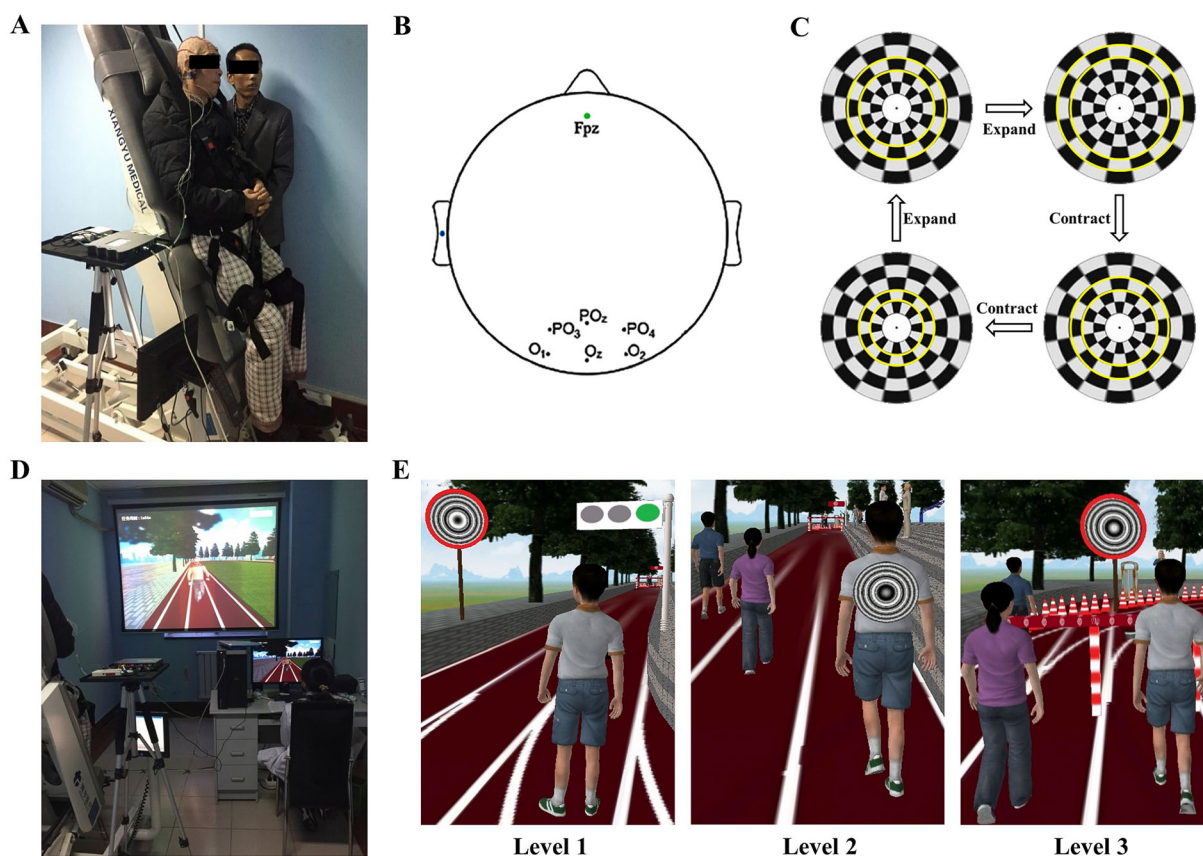 A
XIANGYU MEDICAL
B
Fpz
PO3
POz
PO4
O1
Oz
O2
C
Expand
Contract
Contract
Expand
D
E
Level 1
Level 2
Level 3